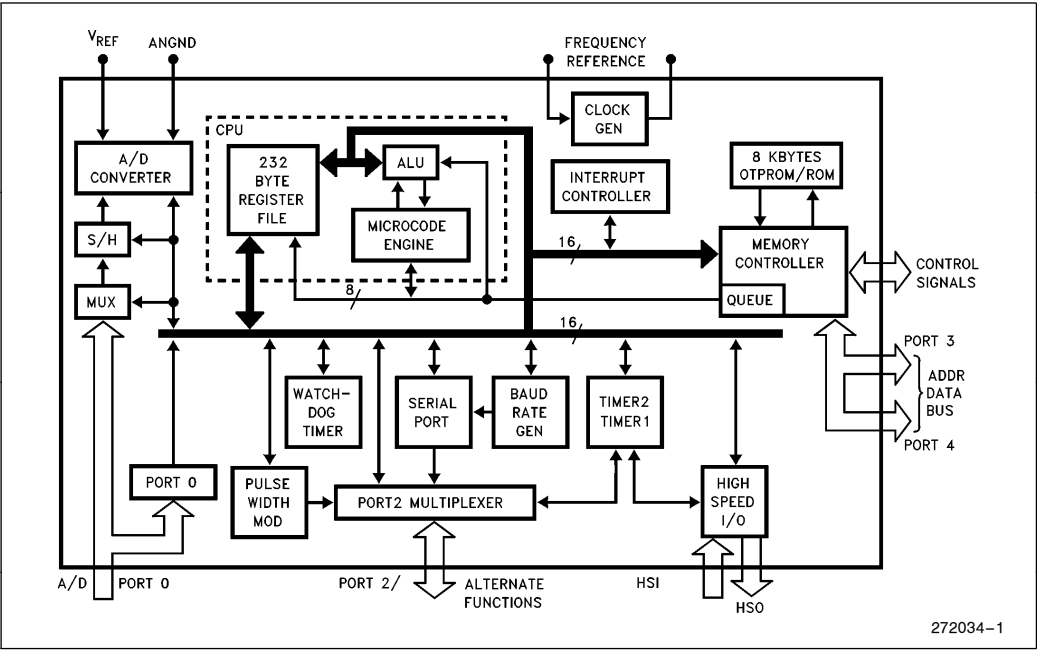 VREF
ANGND
FREQUENCY
REFERENCE
CLOCK
GEN
CPU
A/D
CONVERTER
232
BYTE
REGISTER
FILE
ALU
MICROCODE
ENGINE
INTERRUPT
CONTROLLER
8 KBYTES
OTPROM/ROM
S/H
MUX
16
MEMORY
CONTROLLER
QUEUE
CONTROL
SIGNALS
8
16
PORT 3
ADDR
DATA
BUS
PORT 4
WATCH-
DOG
TIMER
SERIAL
PORT
BAUD
RATE
GEN
TIMER2
TIMER1
PORT 0
PULSE
WIDTH
MOD
PORT2 MULTIPLEXER
HIGH
SPEED
I/O
A/D
PORT 0
PORT 2/
ALTERNATE
FUNCTIONS
HSI
HSO
272034-1